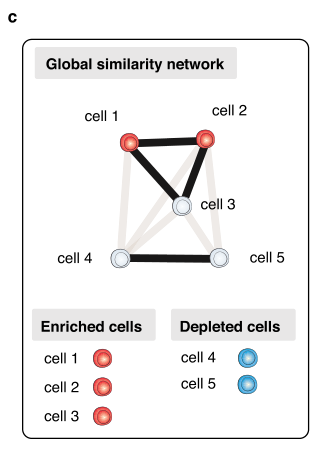 c
Global similarity network
cell 1
cell 2
cell 3
cell 4
cell 5
Enriched cells
cell 1
cell 2
cell 3
Depleted cells
cell 4
cell 5